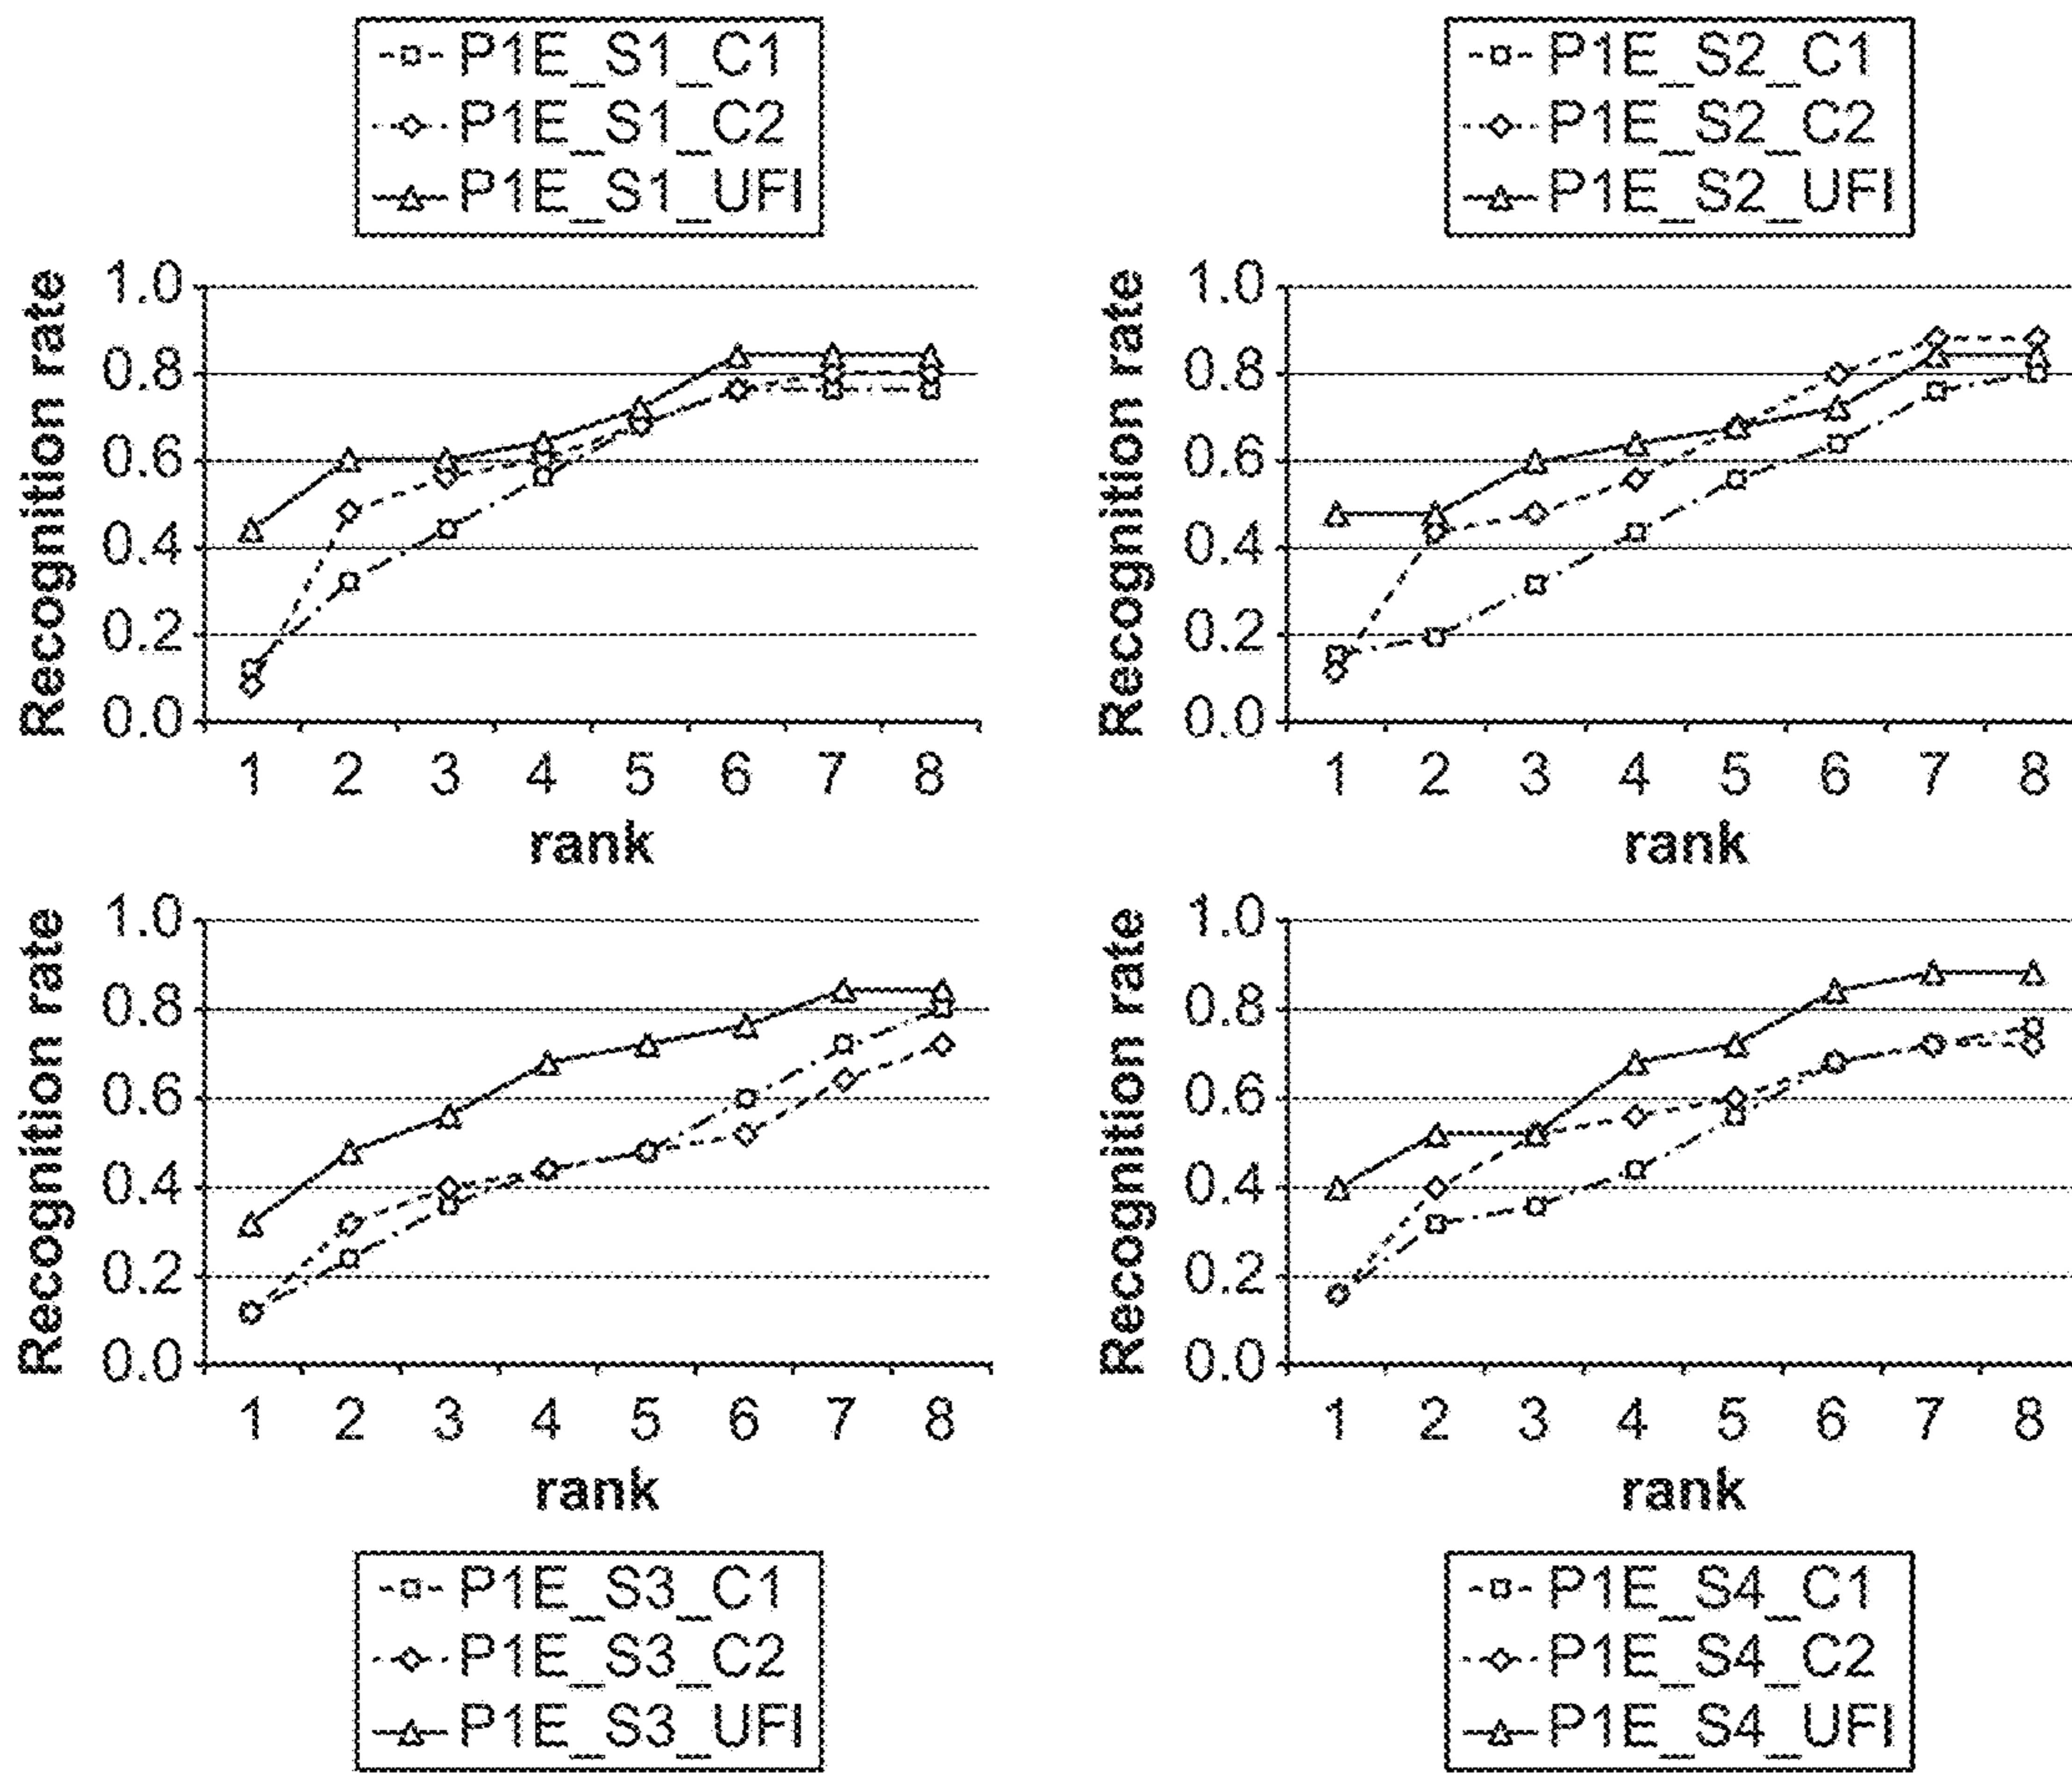 P1E_S1_C1
P1E_S1_C2
P1E_S1_UFI
P1E_S2_C1
P1E_S2_C2
P1E_S2_UFI
Recognition rate
1.0
0.8
0.6
0.4
0.2
0.0
1 2 3 4 5 6 7 8
rank
Recognition rate
1.0
0.8
0.6
0.4
0.2
0.0
1 2 3 4 5 6 7 8
rank
Recognition rate
1.0
0.8
0.6
0.4
0.2
0.0
1 2 3 4 5 6 7 8
rank
Recognition rate
1.0
0.8
0.6
0.4
0.2
0.0
1 2 3 4 5 6 7 8
rank
P1E_S3_C1
P1E_S3_C2
P1E_S3_UFI
P1E_S4_C1
P1E_S4_C2
P1E_S4_UFI